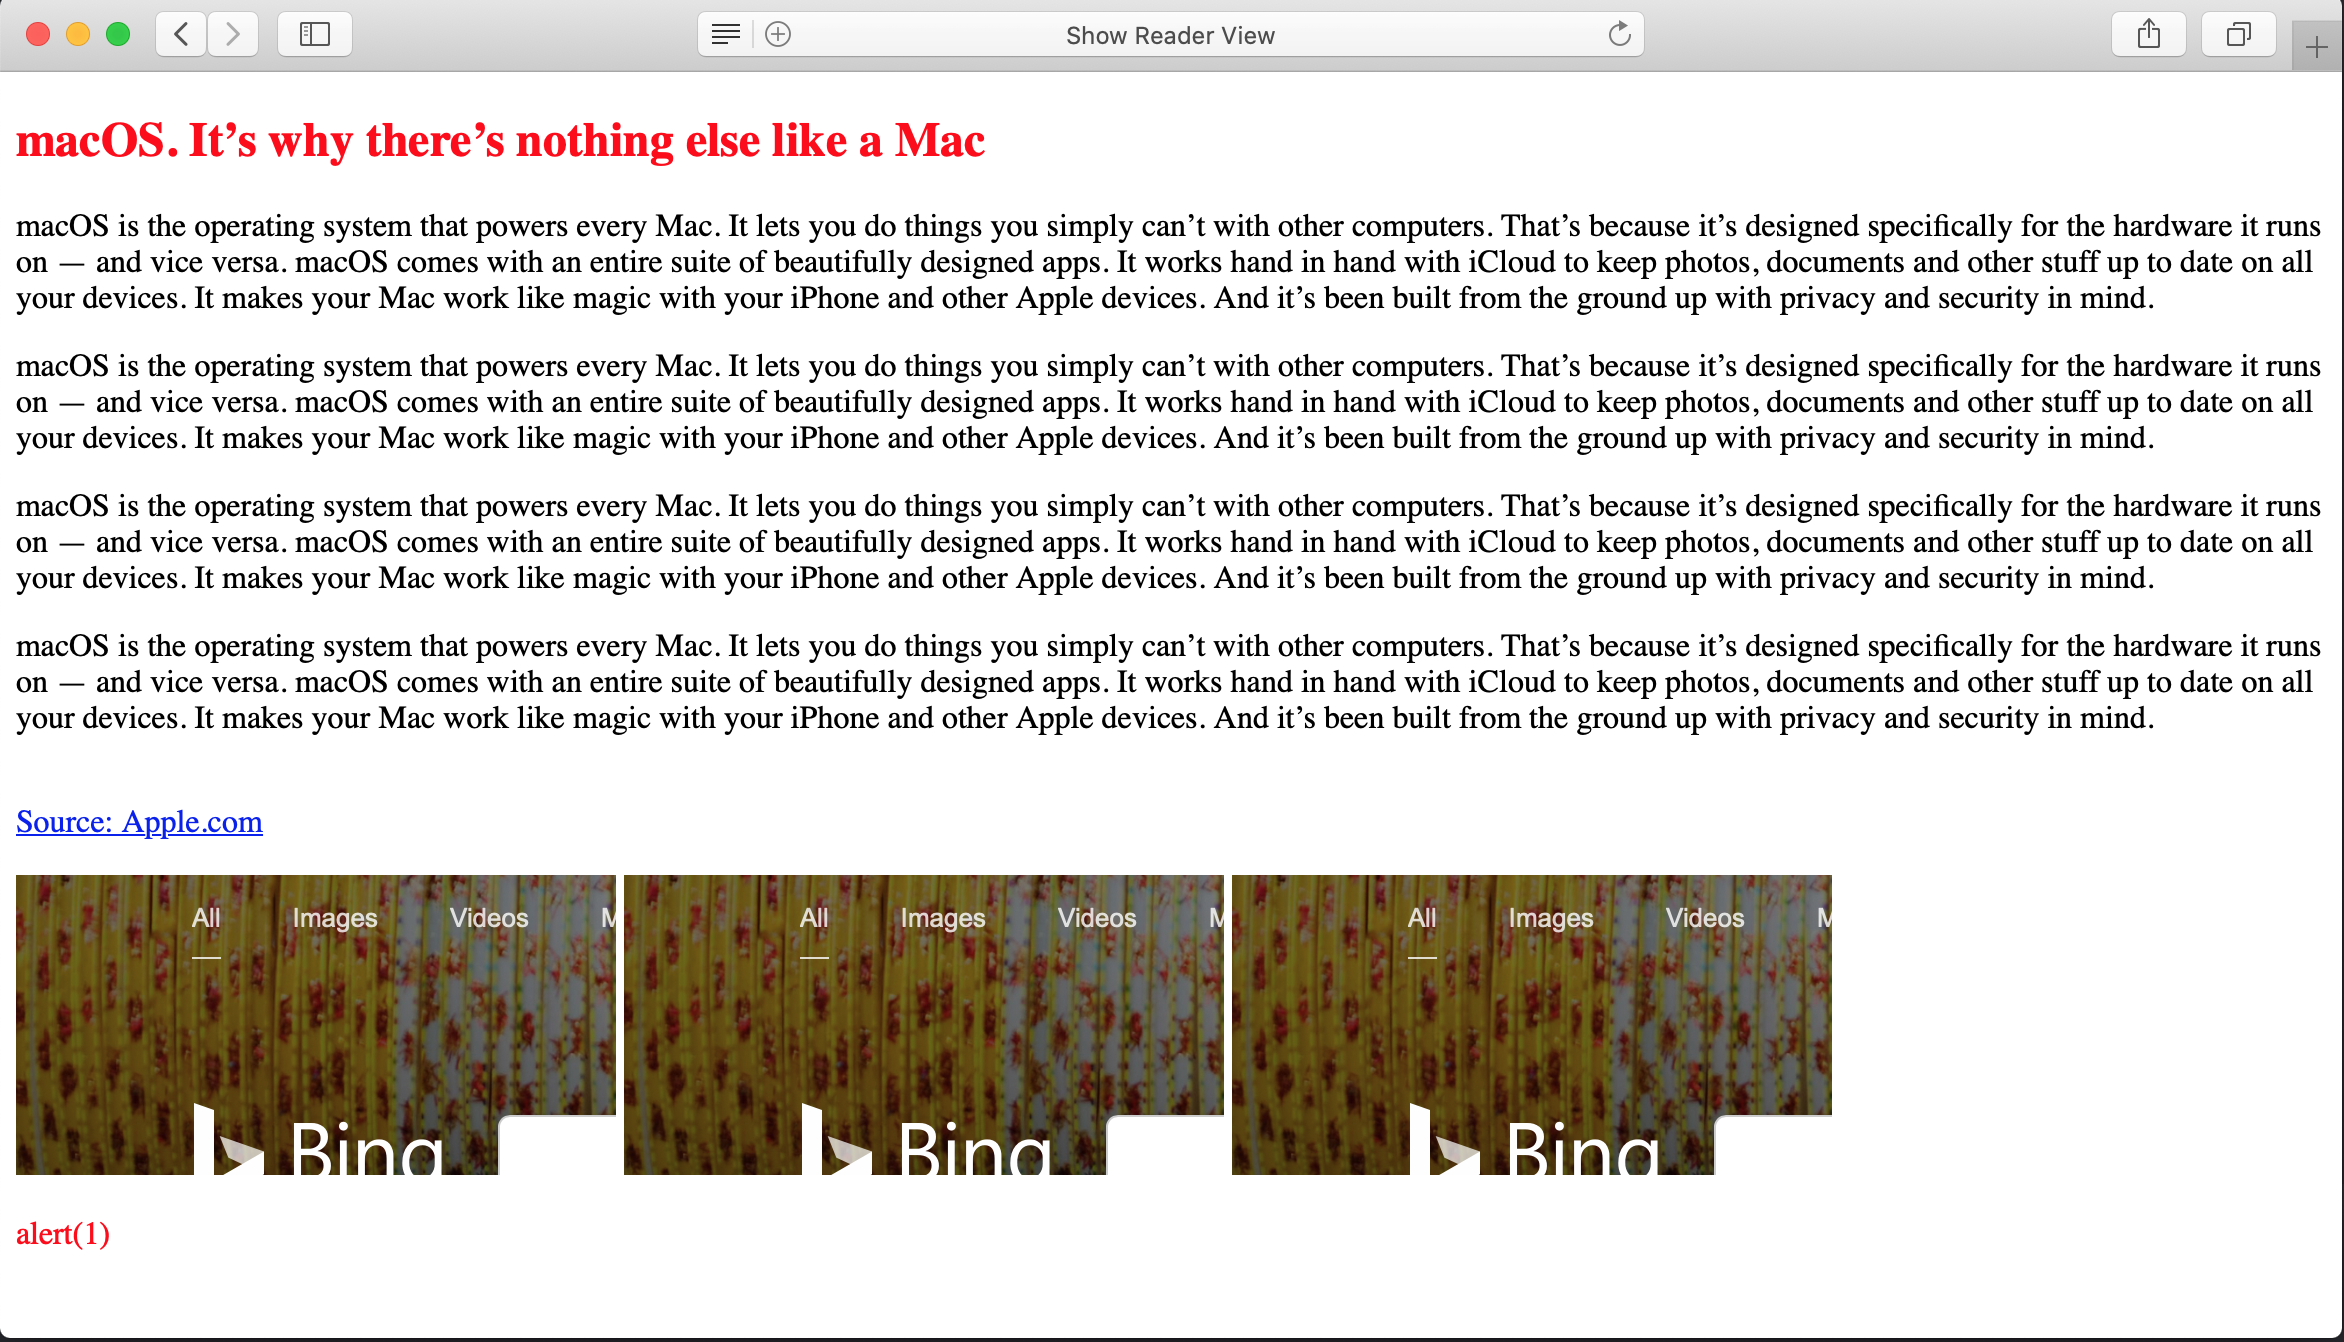 Show Reader View
macOS. It’s why there’s nothing else like a Mac
macOS is the operating system that powers every Mac. It lets you do things you simply can’t with other computers. That’s because it’s designed specifically for the hardware it runs
on — and vice versa. macOS comes with an entire suite of beautifully designed apps. It works hand in hand with iCloud to keep photos, documents and other stuff up to date on all
your devices. It makes your Mac work like magic with your iPhone and other Apple devices. And it’s been built from the ground up with privacy and security in mind.
macOS is the operating system that powers every Mac. It lets you do things you simply can’t with other computers. That’s because it’s designed specifically for the hardware it runs
on — and vice versa. macOS comes with an entire suite of beautifully designed apps. It works hand in hand with iCloud to keep photos, documents and other stuff up to date on all
your devices. It makes your Mac work like magic with your iPhone and other Apple devices. And it’s been built from the ground up with privacy and security in mind.
macOS is the operating system that powers every Mac. It lets you do things you simply can’t with other computers. That’s because it’s designed specifically for the hardware it runs
on — and vice versa. macOS comes with an entire suite of beautifully designed apps. It works hand in hand with iCloud to keep photos, documents and other stuff up to date on all
your devices. It makes your Mac work like magic with your iPhone and other Apple devices. And it’s been built from the ground up with privacy and security in mind.
macOS is the operating system that powers every Mac. It lets you do things you simply can’t with other computers. That’s because it’s designed specifically for the hardware it runs
on — and vice versa. macOS comes with an entire suite of beautifully designed apps. It works hand in hand with iCloud to keep photos, documents and other stuff up to date on all
your devices. It makes your Mac work like magic with your iPhone and other Apple devices. And it’s been built from the ground up with privacy and security in mind.
Source: Apple.com
All Images Videos M All Images Videos M All Images Videos M
Bing Bing Bing
alert(1)